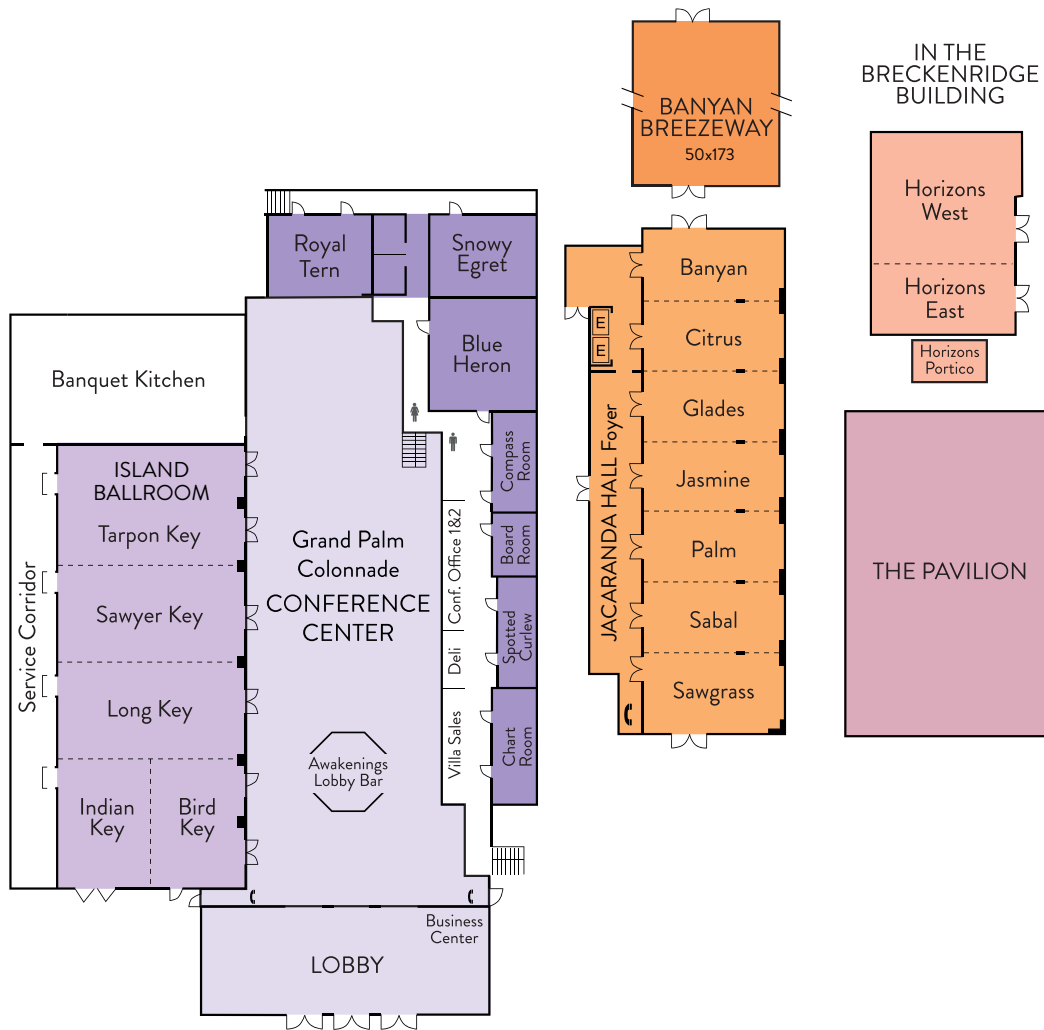 IN THE
BRECKENRIDGE
BUILDING
BANYAN
BREEZEWAY
50x173
Horizons
West
Horizons
East
Horizons
Portico
THE PAVILION
Royal
Tern
Snowy
Egret
Blue
Heron
Banquet Kitchen
Service Corridor
ISLAND
BALLROOM
Tarpon Key
Sawyer Key
Long Key
Indian
Key
Bird
Key
Grand Palm
Colonnade
CONFERENCE
CENTER
Awakenings
Lobby Bar
Conf. Office 1&2
Deli
Villa Sales
Compass
Room
Board
Room
Spotted
Curlew
Chart
Room
Business
Center
LOBBY
E
E
JACARANDA HALL Foyer
Banyan
Citrus
Glades
Jasmine
Palm
Sabal
Sawgrass